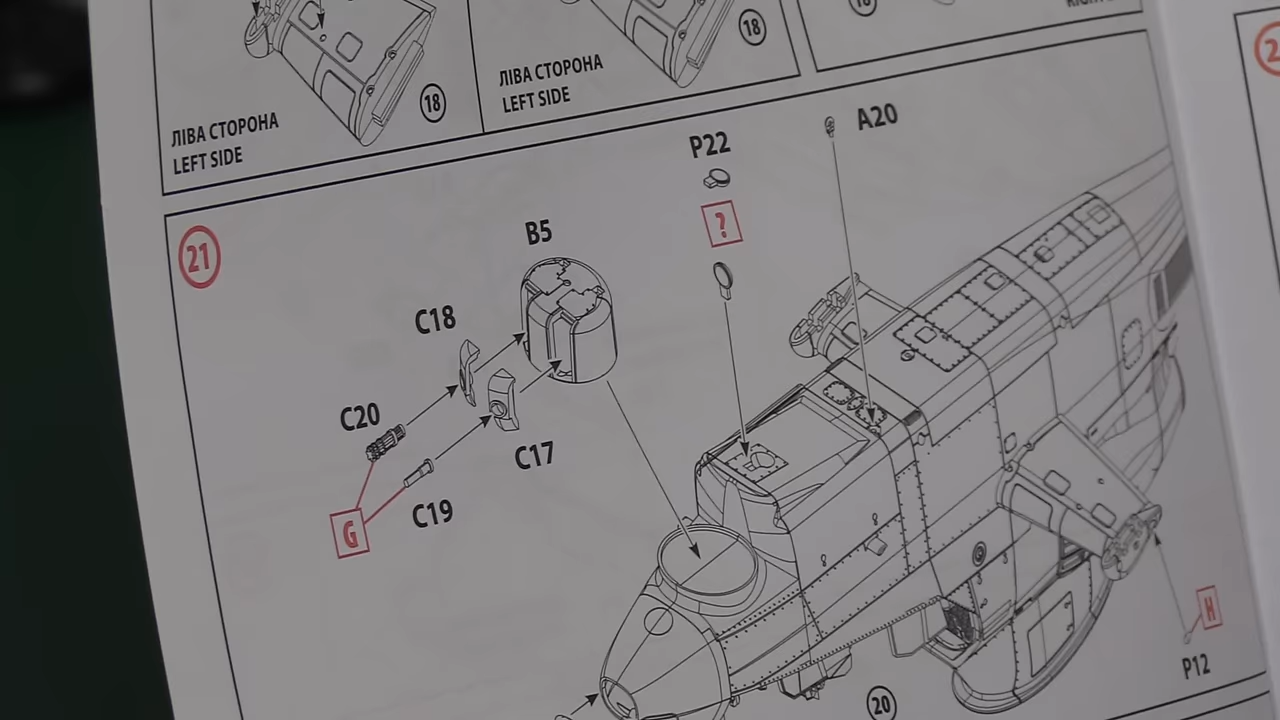 18
ЛІВА СТОРОНА
LEFT SIDE
18
ЛІВА СТОРОНА
LEFT SIDE
21
B5
P22
?
A20
C18
C20
C17
C19
G
H
P12
20